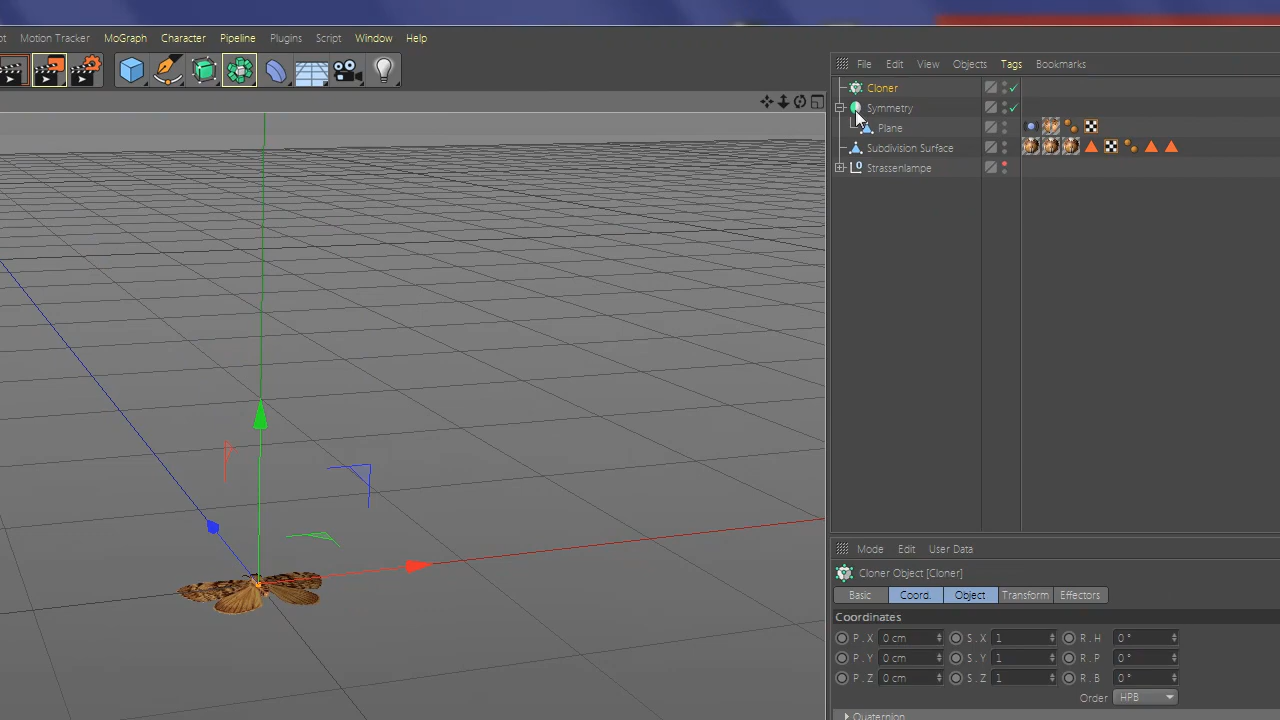 Motion Tracker MoGraph Character Pipeline Plugins Script Window Help
File Edit View Objects Tags Bookmarks
Cloner
Symmetry
Plane
Subdivision Surface
Strassenlampe
Mode Edit User Data
Cloner Object [Cloner]
Basic Coord. Object Transform Effectors
Coordinates
P . X 0 cm S . X 1 R . H 0 °
P . Y 0 cm S . Y 1 R . P 0 °
P . Z 0 cm S . Z 1 R . B 0 °
Order HPB
Quaternion